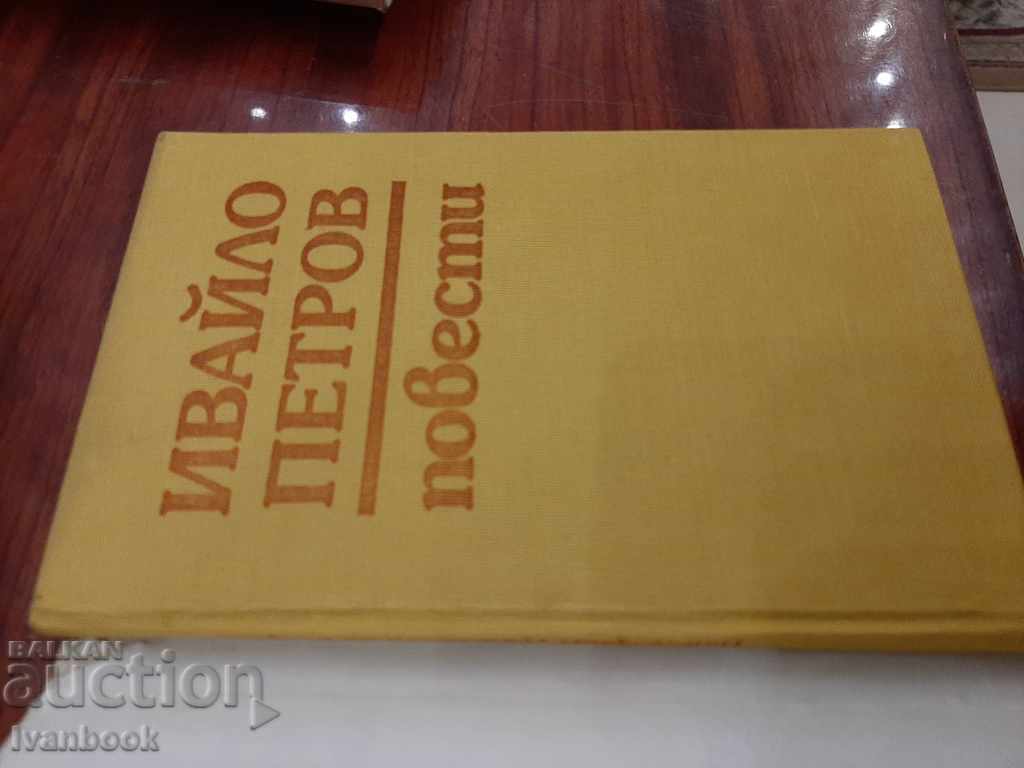 ИВАЙЛО
ПЕТРОВ
повести
BALKAN
auction
Ivanbook